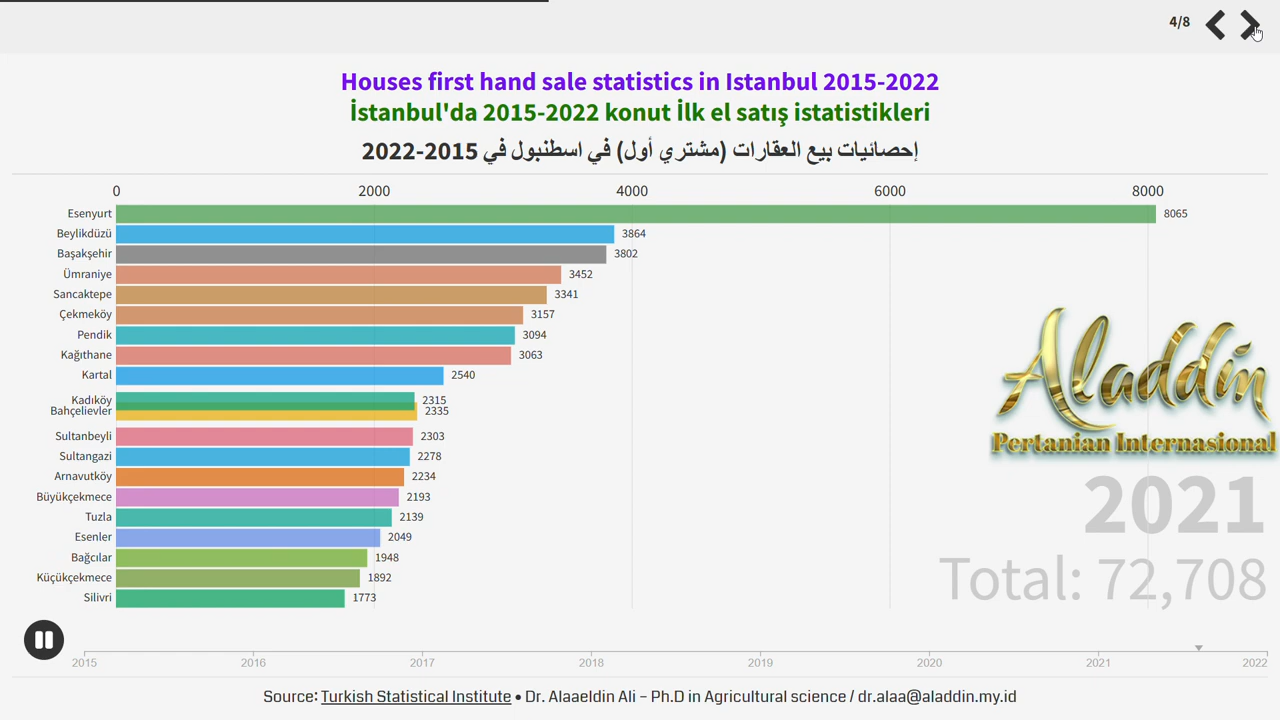 4/8
Houses first hand sale statistics in Istanbul 2015-2022
İstanbul'da 2015-2022 konut İlk el satış istatistikleri
إحصائيات بيع العقارات (مشتري أول) في اسطنبول في 2015-2022
0 2000 4000 6000 8000
Esenyurt 8065
Beylikdüzü 3864
Başakşehir 3802
Ümraniye 3452
Sancaktepe 3341
Çekmeköy 3157
Pendik 3094
Kağıthane 3063
Kartal 2540
Kadıköy 2315
Bahçelievler 2335
Sultanbeyli 2303
Sultangazi 2278
Arnavutköy 2234
Büyükçekmece 2193
Tuzla 2139
Esenler 2049
Bağcılar 1948
Küçükçekmece 1892
Silivri 1773
Aladdin
Pertanian Internasional
2021
Total: 72,708
2015 2016 2017 2018 2019 2020 2021 2022
Source: Turkish Statistical Institute • Dr. Alaaeldin Ali – Ph.D in Agricultural science / dr.alaa@aladdin.my.id